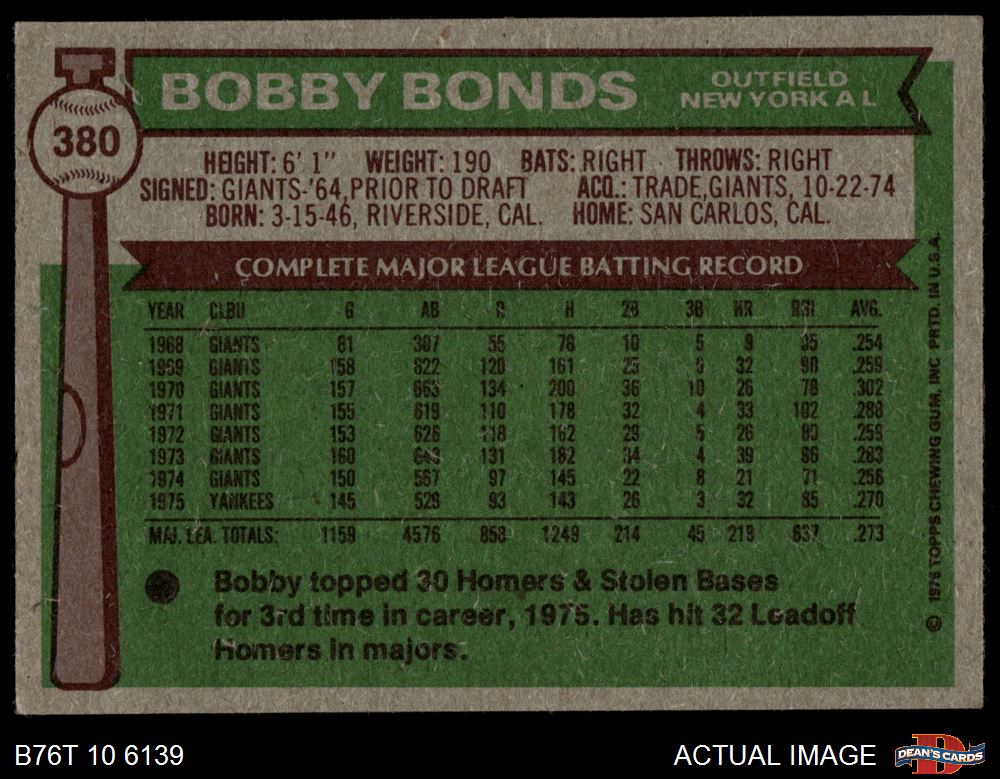 BOBBY BONDS
OUTFIELD
NEW YORK A L
380
HEIGHT: 6' 1" WEIGHT: 190 BATS: RIGHT THROWS: RIGHT
SIGNED: GIANTS-'64, PRIOR TO DRAFT ACQ.: TRADE, GIANTS, 10-22-74
BORN: 3-15-46, RIVERSIDE, CAL. HOME: SAN CARLOS, CAL.
COMPLETE MAJOR LEAGUE BATTING RECORD
YEAR CLBU G AB R H 2B 3B HR RBI AVG.
1968 GIANTS 81 307 55 78 10 5 9 35 .254
1969 GIANTS 158 622 120 161 25 6 32 90 .259
1970 GIANTS 157 663 134 200 36 10 26 78 .302
1971 GIANTS 155 619 110 178 32 4 33 102 .288
1972 GIANTS 153 626 118 162 29 5 26 80 .259
1973 GIANTS 160 643 131 182 34 4 39 96 .283
1974 GIANTS 150 567 97 145 22 8 21 71 .256
1975 YANKEES 145 529 93 143 26 3 32 85 .270
MAJ. LEA. TOTALS: 1159 4576 858 1249 214 45 218 637 .273
Bobby topped 30 Homers & Stolen Bases
for 3rd time in career, 1975. Has hit 32 Leadoff
Homers in majors.
© 1976 TOPPS CHEWING GUM, INC PRTD. IN U.S.A.
B76T 10 6139
ACTUAL IMAGE
DEAN'S CARDS